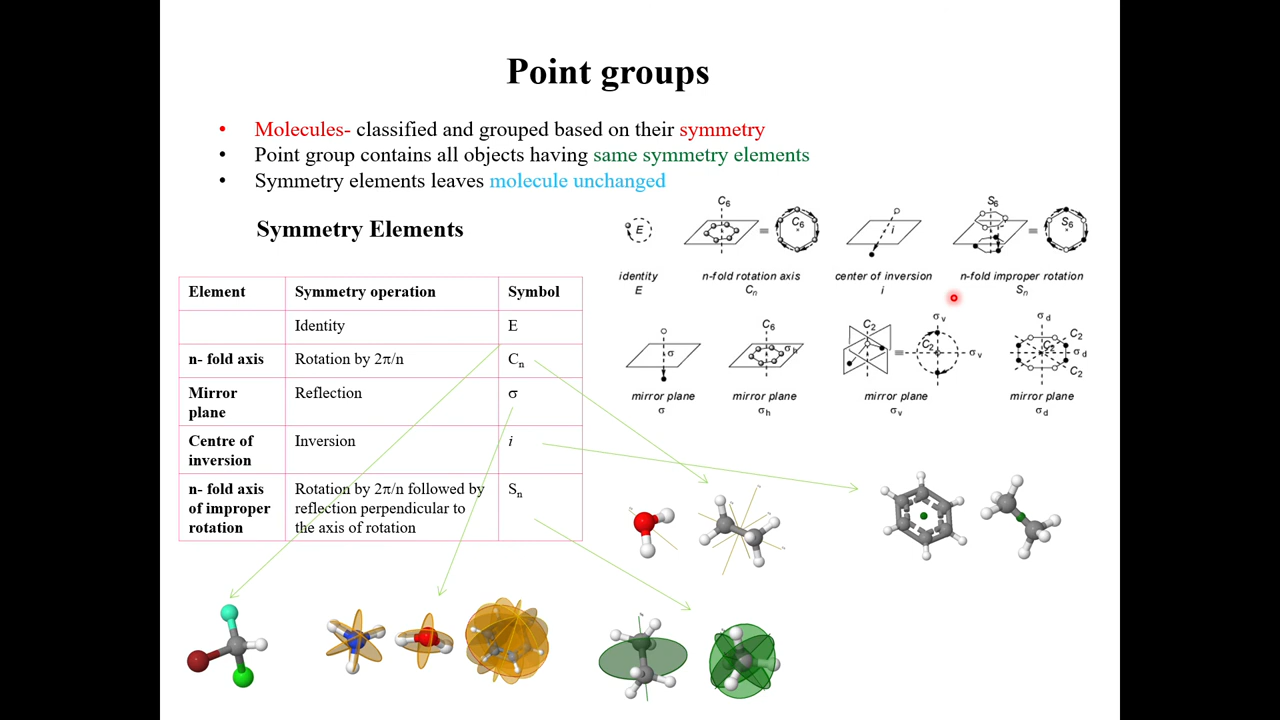 Point groups
• Molecules- classified and grouped based on their symmetry
• Point group contains all objects having same symmetry elements
• Symmetry elements leaves molecule unchanged
Symmetry Elements
Element Symmetry operation Symbol
Identity E
n- fold axis Rotation by 2π/n Cn
Mirror plane Reflection σ
Centre of inversion Inversion i
n- fold axis of improper rotation Rotation by 2π/n followed by reflection perpendicular to the axis of rotation Sn
E
C6 = C6
i
S6 = S6
identity n-fold rotation axis center of inversion n-fold improper rotation
E Cn i Sn
σ
C6 σh
C2 = σv C2 σv
σd C2 C2 σd C2
mirror plane mirror plane mirror plane mirror plane
σ σh σv σd